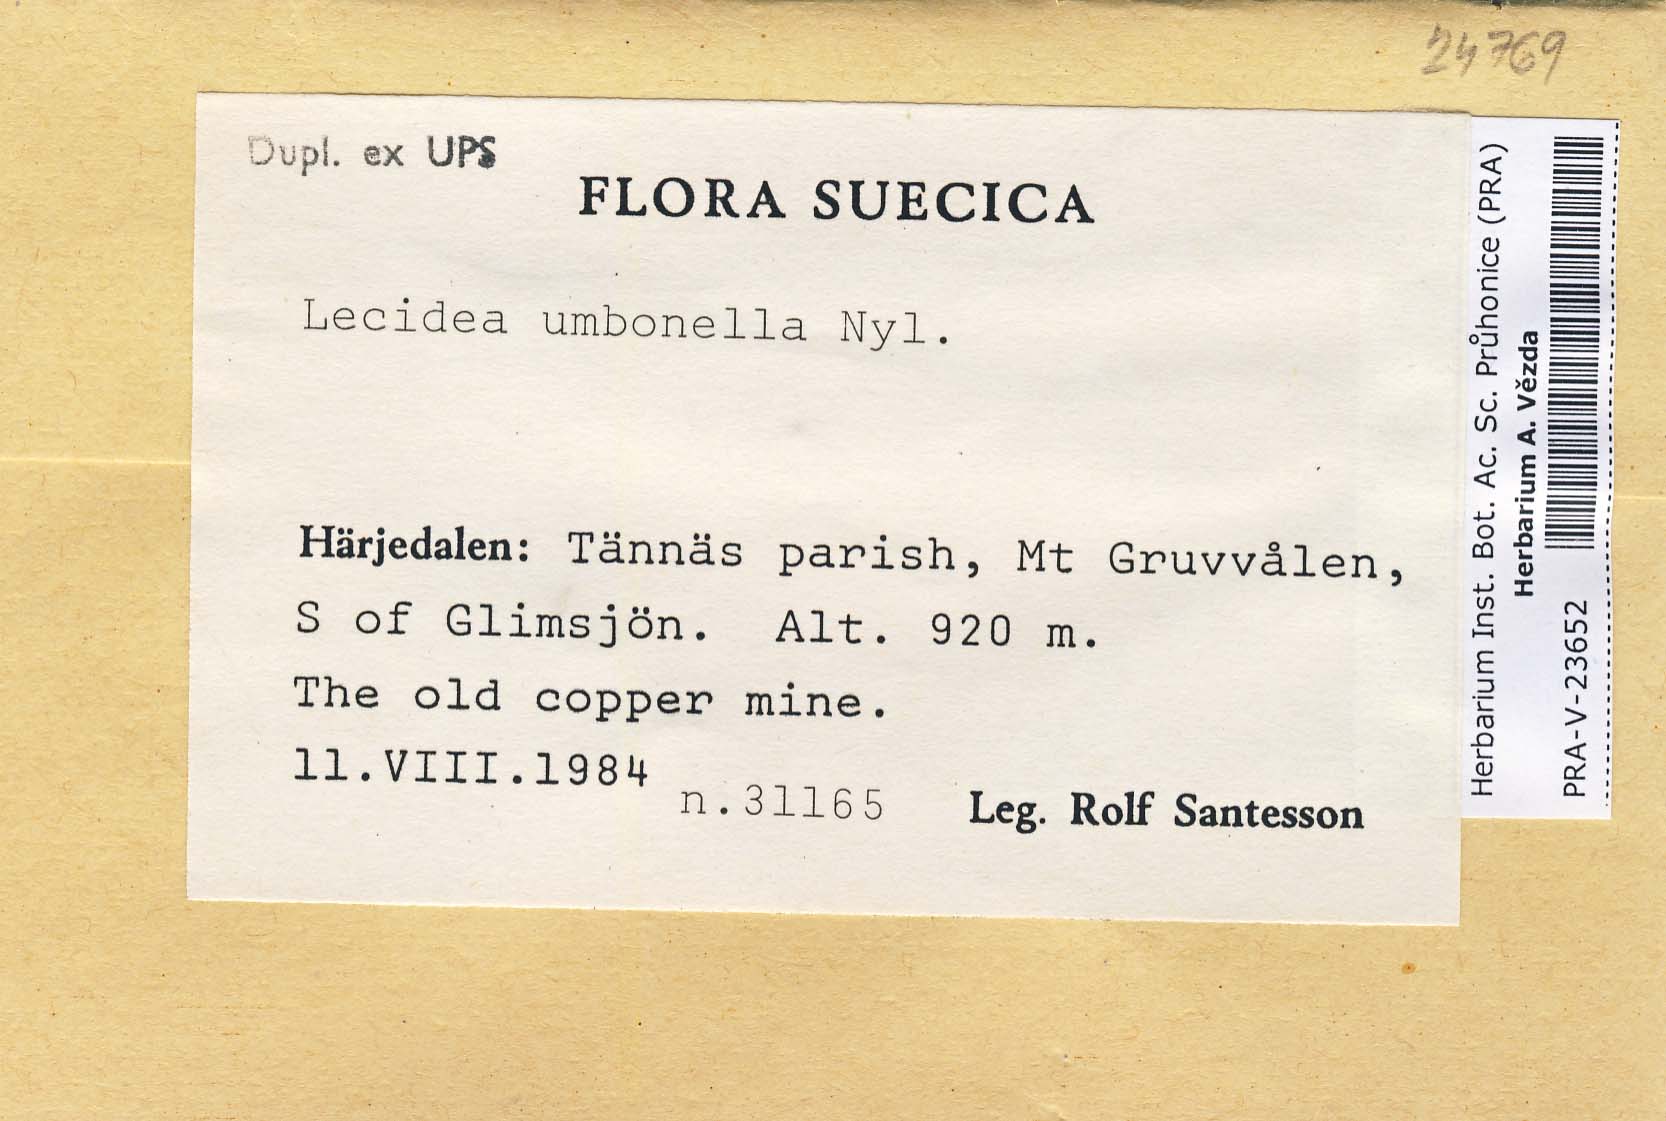 24769
Dupl. ex UPS
FLORA SUECICA
Lecidea umbonella Nyl.
Härjedalen: Tännäs parish, Mt Gruvvålen,
S of Glimsjön. Alt. 920 m.
The old copper mine.
11.VIII.1984
n.31165
Leg. Rolf Santesson
Herbarium Inst. Bot. Ac. Sc. Průhonice (PRA)
Herbarium A. Vězda
PRA-V-23652